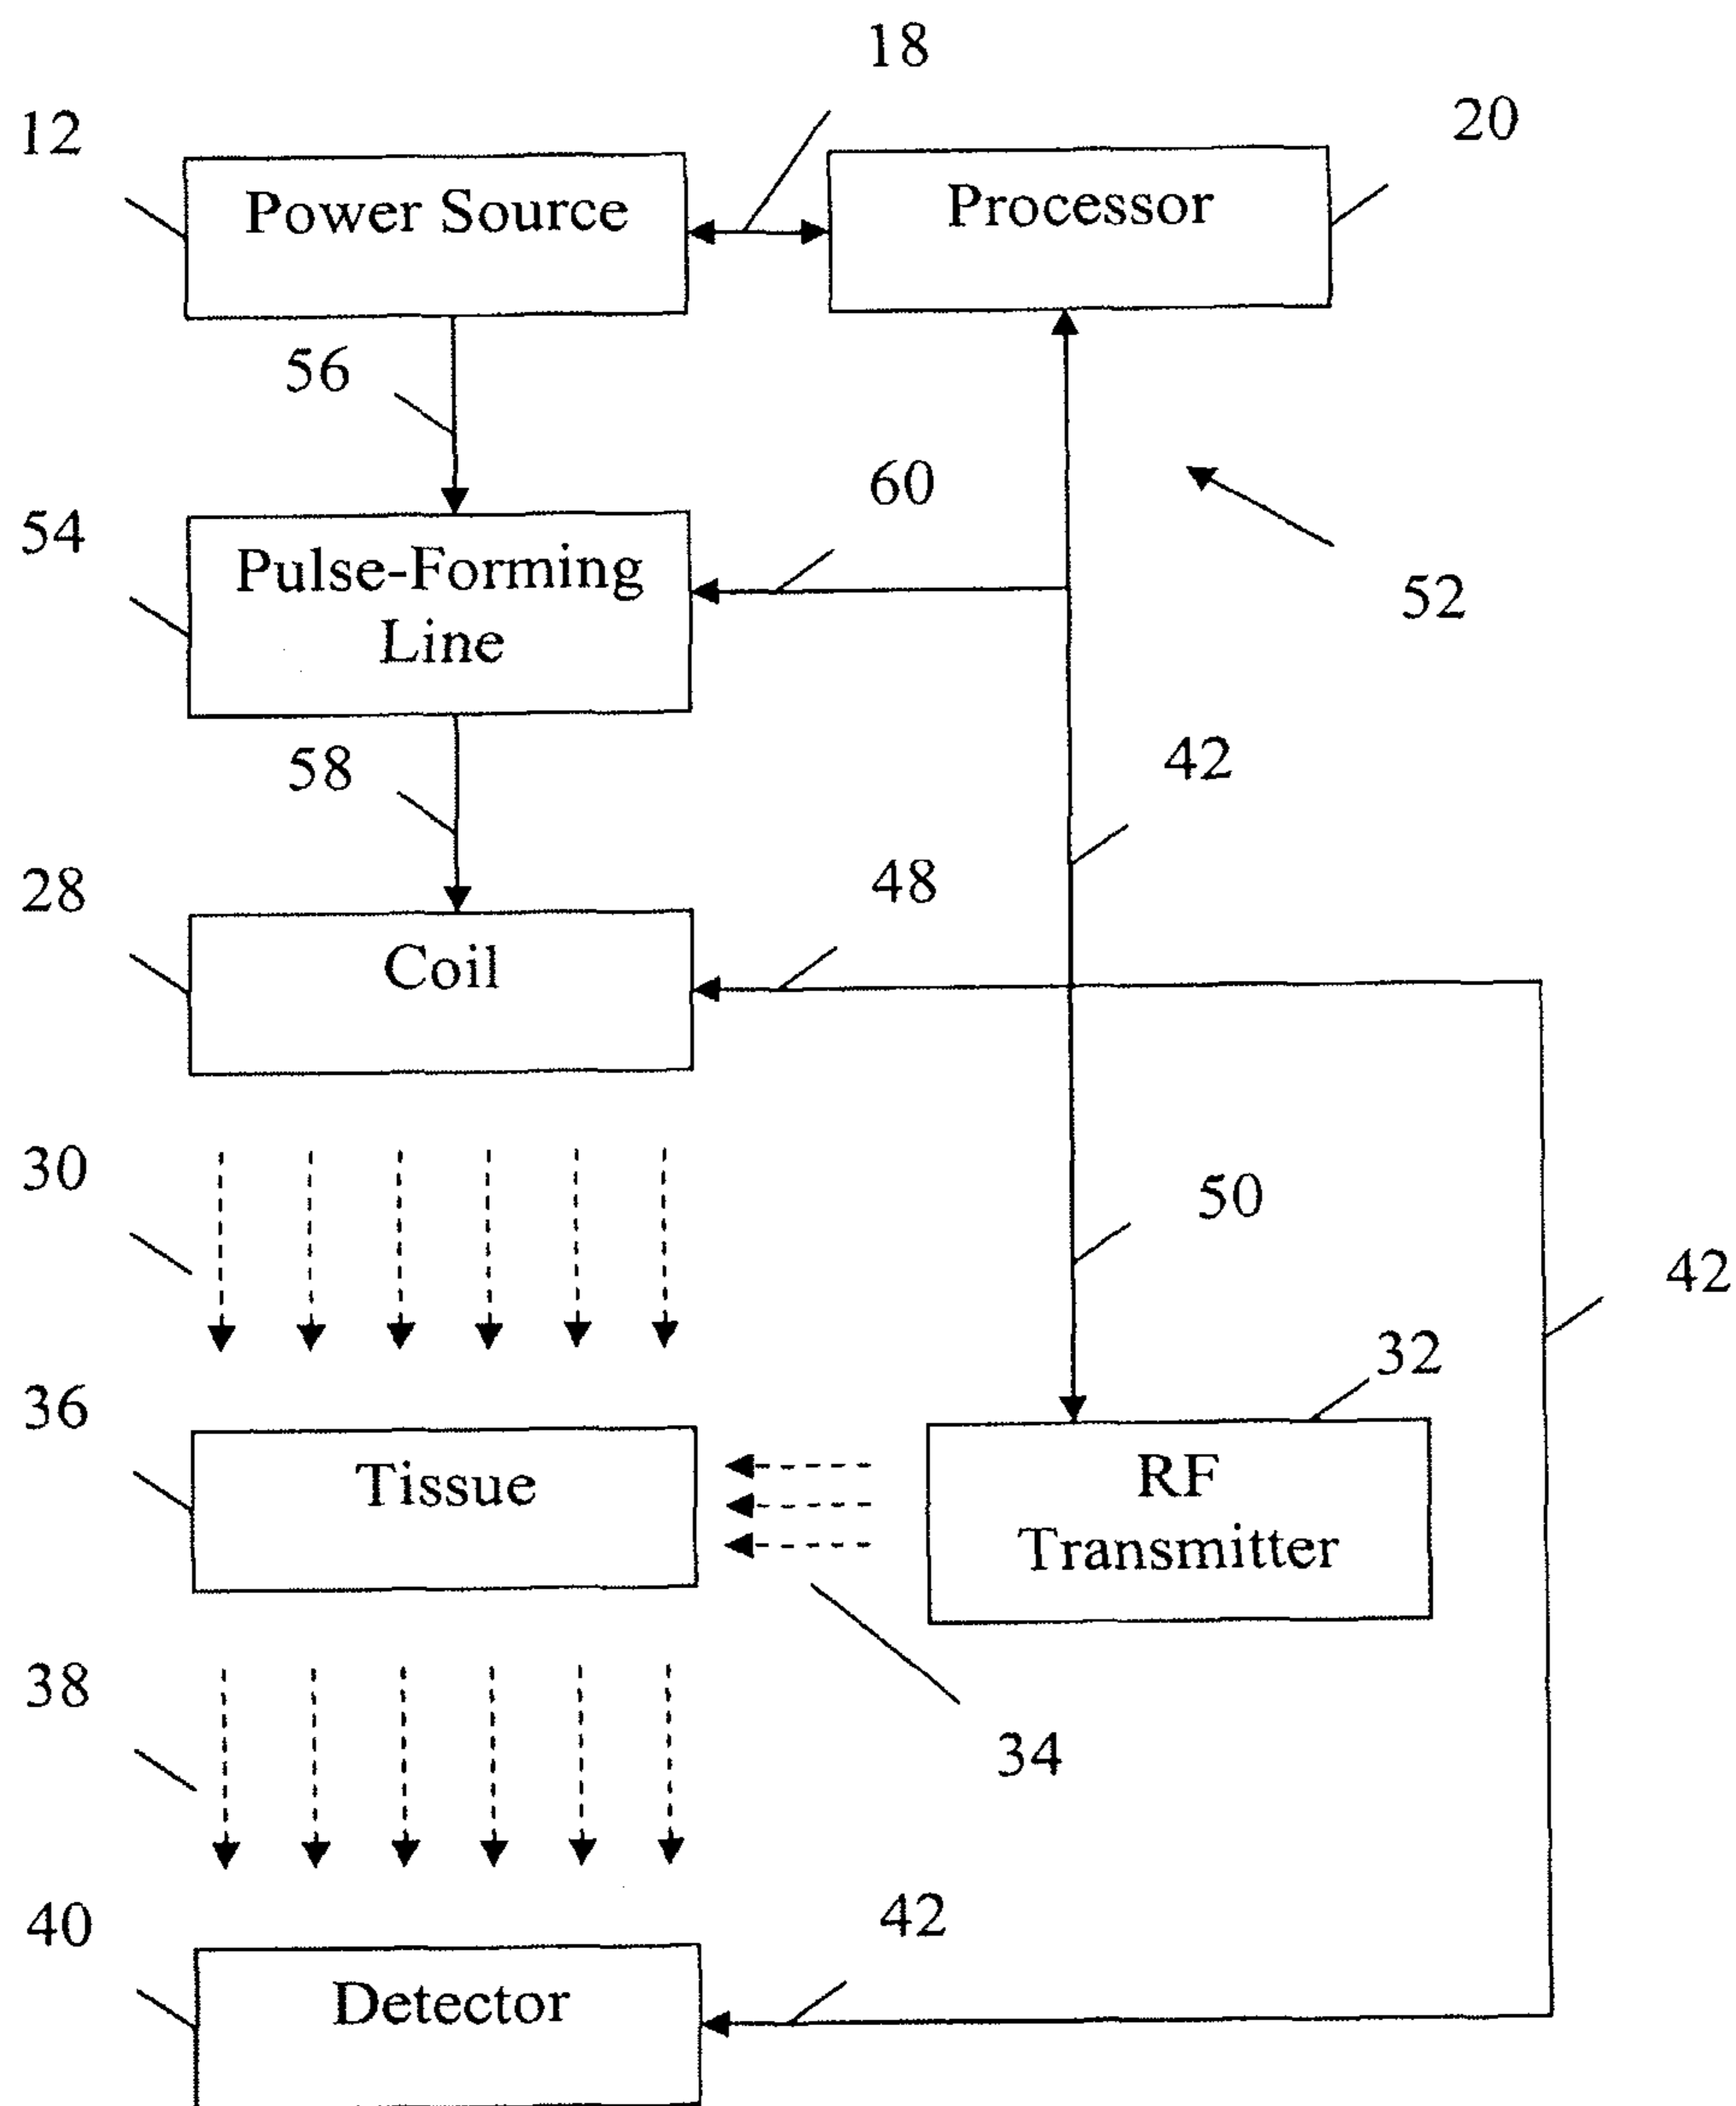 18
12
20
Power Source
Processor
56
60
54
Pulse-Forming
Line
52
58
42
28
48
Coil
30
50
42
32
36
Tissue
RF
Transmitter
38
34
40
42
Detector